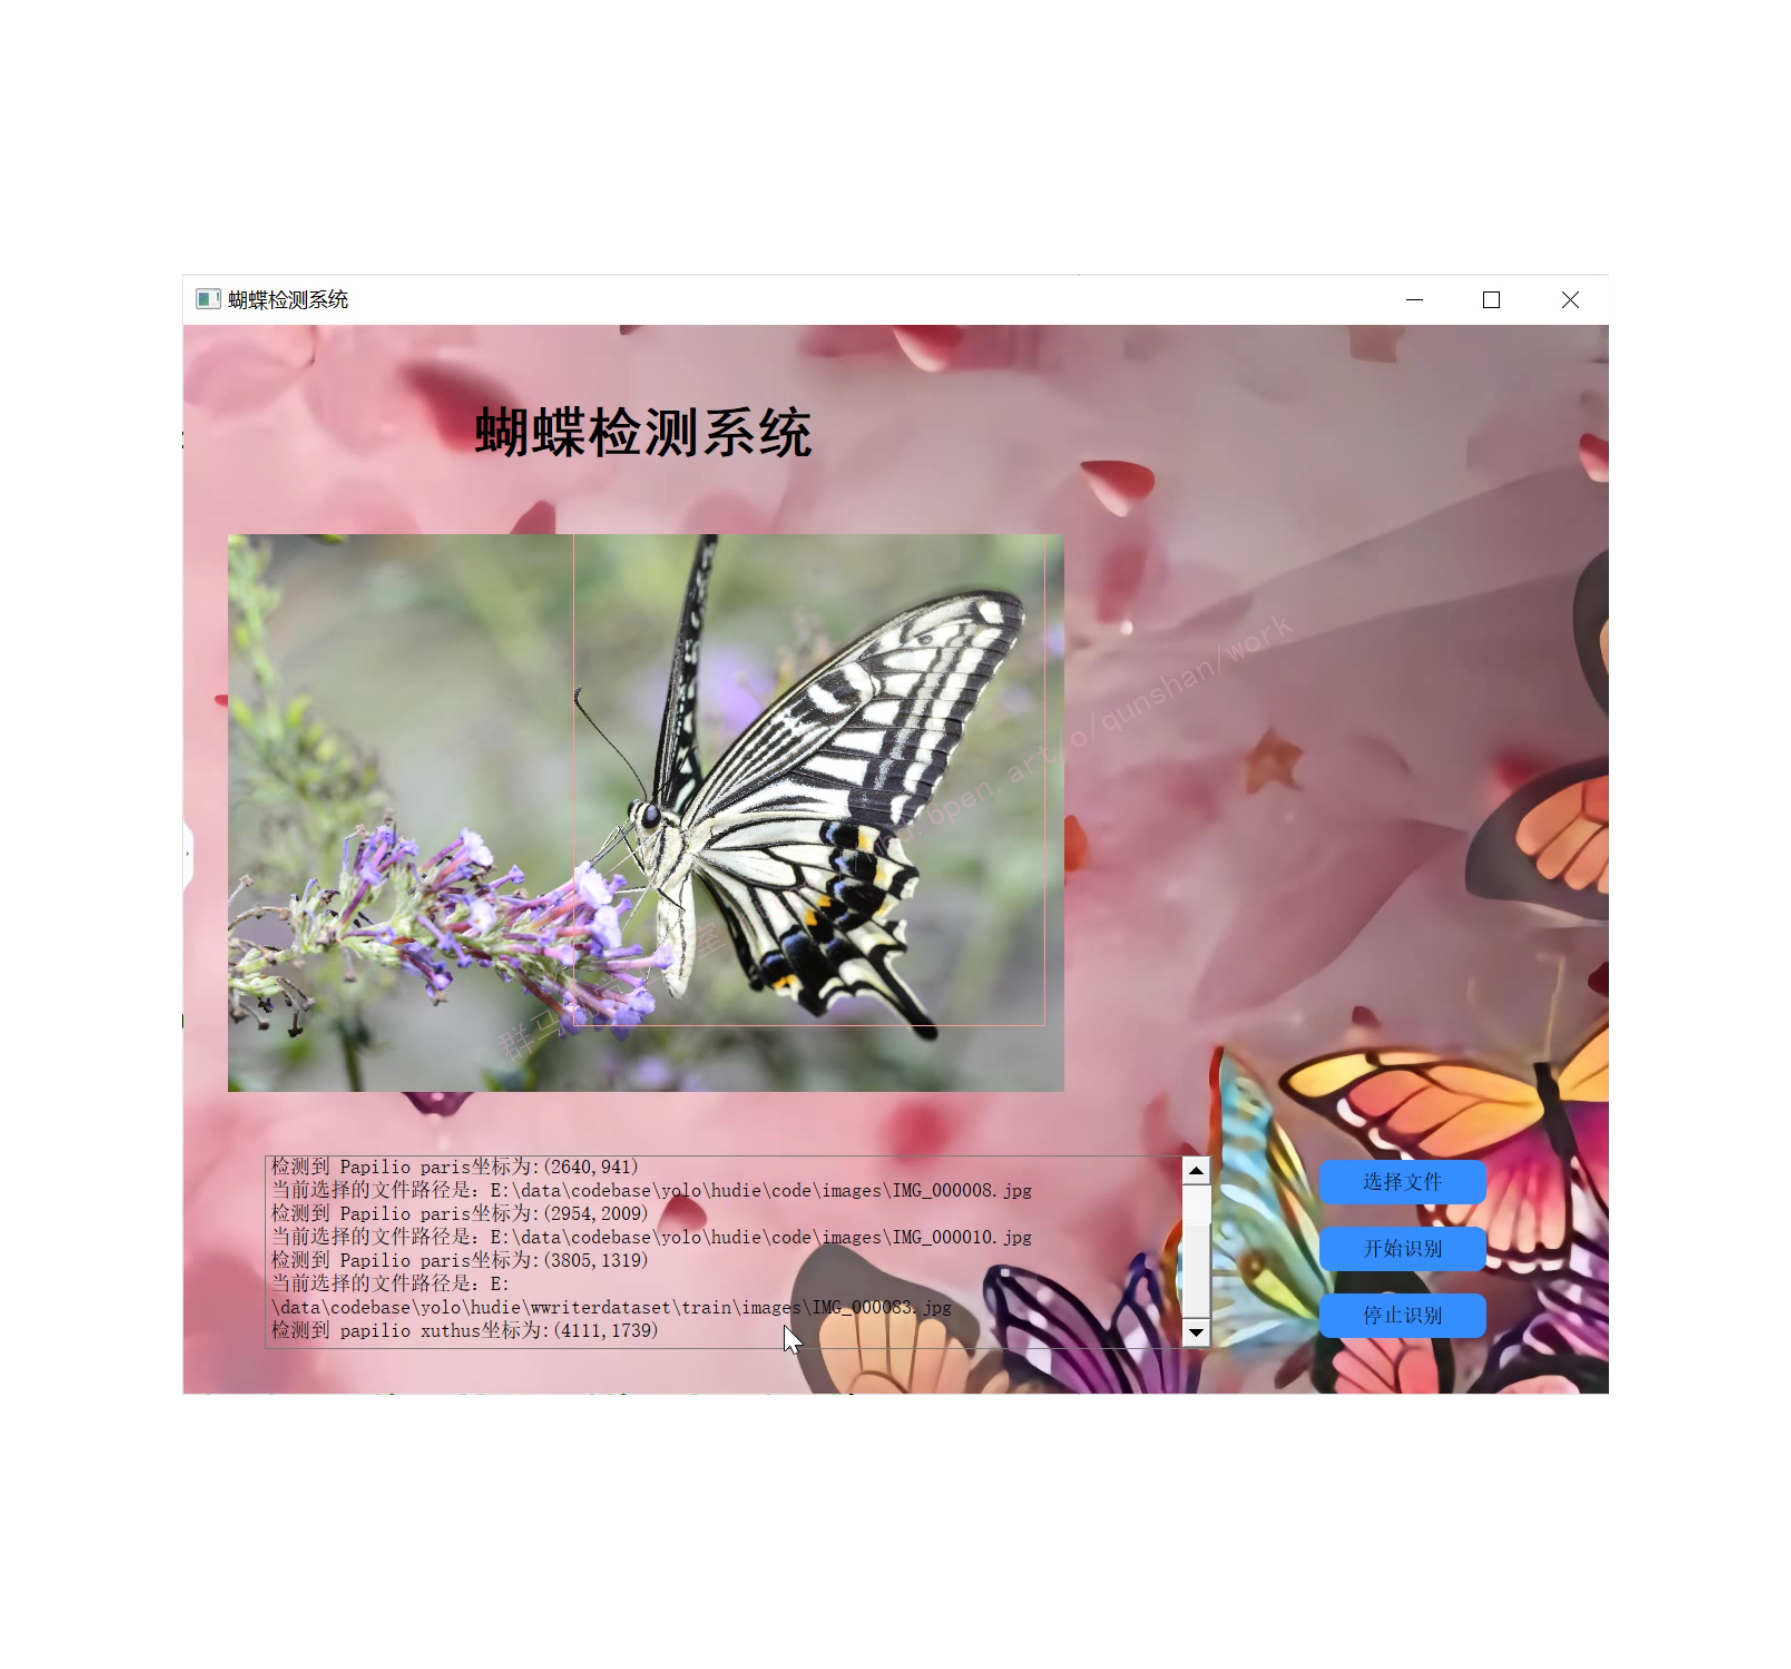 蝴蝶检测系统
蝴蝶检测系统
检测到 Papilio paris坐标为:(2640,941)
当前选择的文件路径是: E:\data\codebase\yolo\hudie\code\images\IMG_000008.jpg
检测到 Papilio paris坐标为:(2954,2009)
当前选择的文件路径是: E:\data\codebase\yolo\hudie\code\images\IMG_000010.jpg
检测到 Papilio paris坐标为:(3805,1319)
当前选择的文件路径是: E:
\data\codebase\yolo\hudie\wwriterdataset\train\images\IMG_000083.jpg
检测到 papilio xuthus坐标为:(4111,1739)
选择文件
开始识别
停止识别